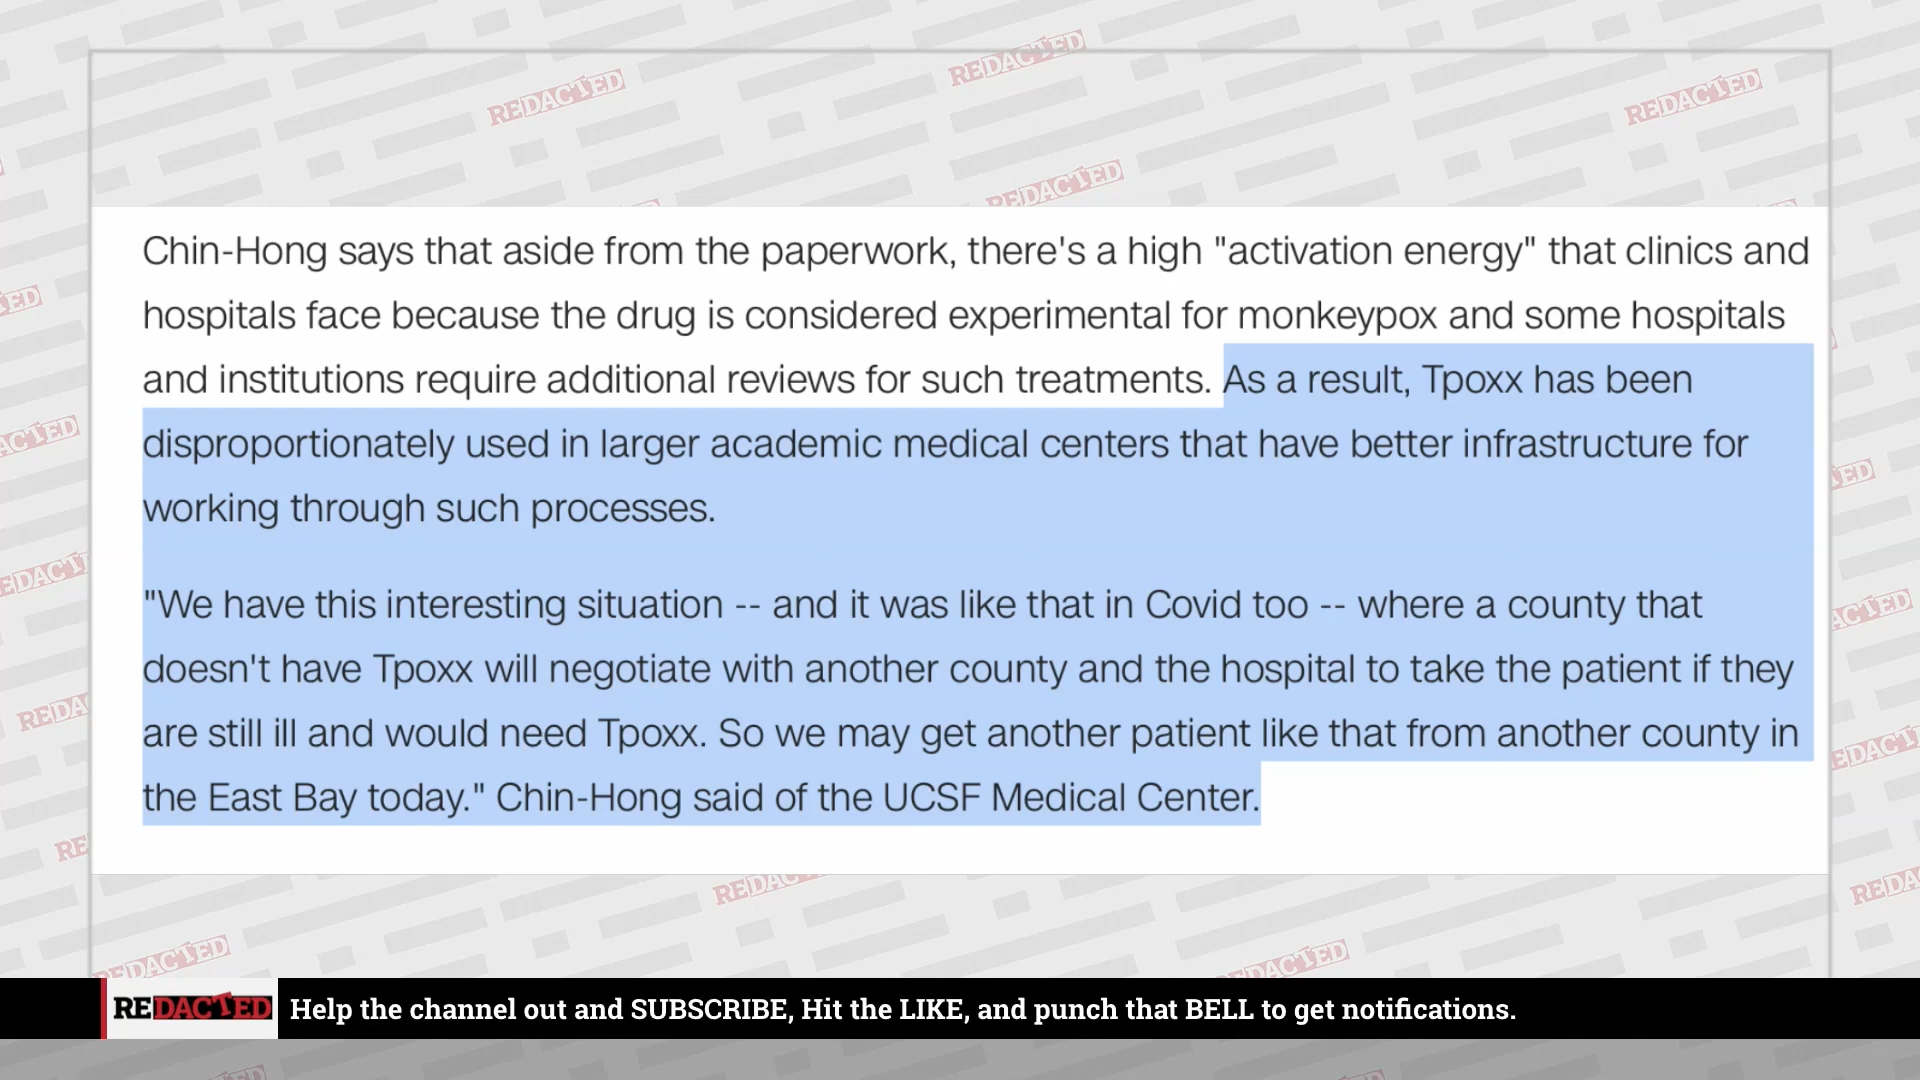 REDACTED
REDACTED
REDACTED
REDACTED
Chin-Hong says that aside from the paperwork, there's a high "activation energy" that clinics and
hospitals face because the drug is considered experimental for monkeypox and some hospitals
and institutions require additional reviews for such treatments. As a result, Tpoxx has been
disproportionately used in larger academic medical centers that have better infrastructure for
working through such processes.
"We have this interesting situation -- and it was like that in Covid too -- where a county that
doesn't have Tpoxx will negotiate with another county and the hospital to take the patient if they
are still ill and would need Tpoxx. So we may get another patient like that from another county in
the East Bay today." Chin-Hong said of the UCSF Medical Center.
REDACTED
REDACTED
REDACTED Help the channel out and SUBSCRIBE, Hit the LIKE, and punch that BELL to get notifications.